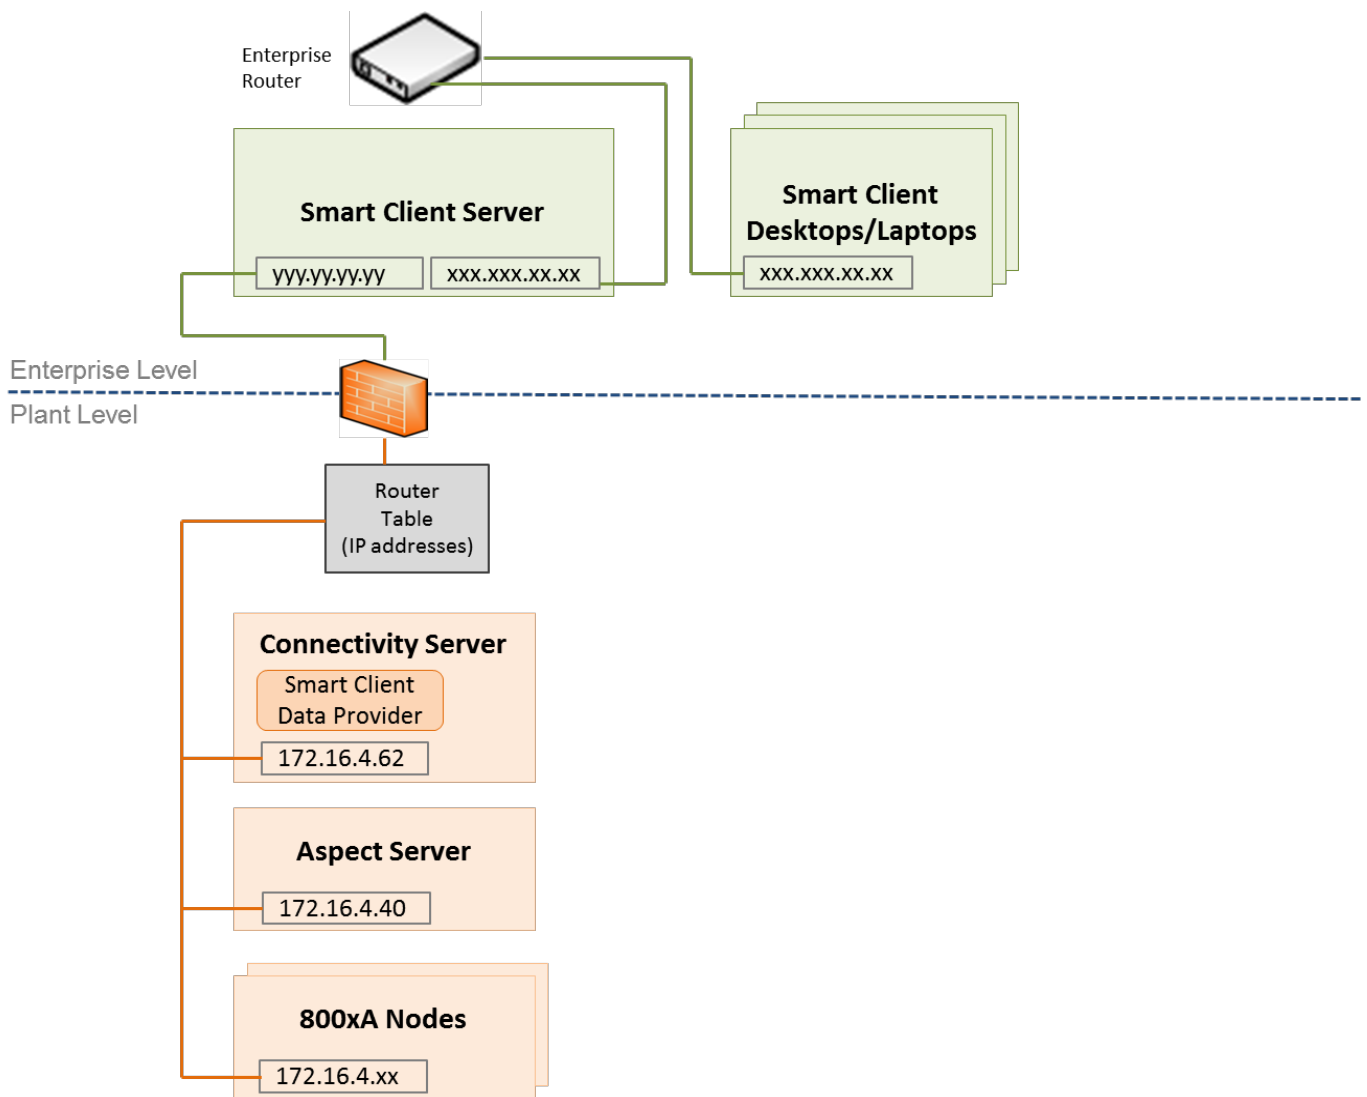 Enterprise
Router
Smart Client Server
yyy.yy.yy.yy
xxx.xxx.xx.xx
Smart Client
Desktops/Laptops
xxx.xxx.xx.xx
Enterprise Level
Plant Level
Router
Table
(IP addresses)
Connectivity Server
Smart Client
Data Provider
172.16.4.62
Aspect Server
172.16.4.40
800xA Nodes
172.16.4.xx